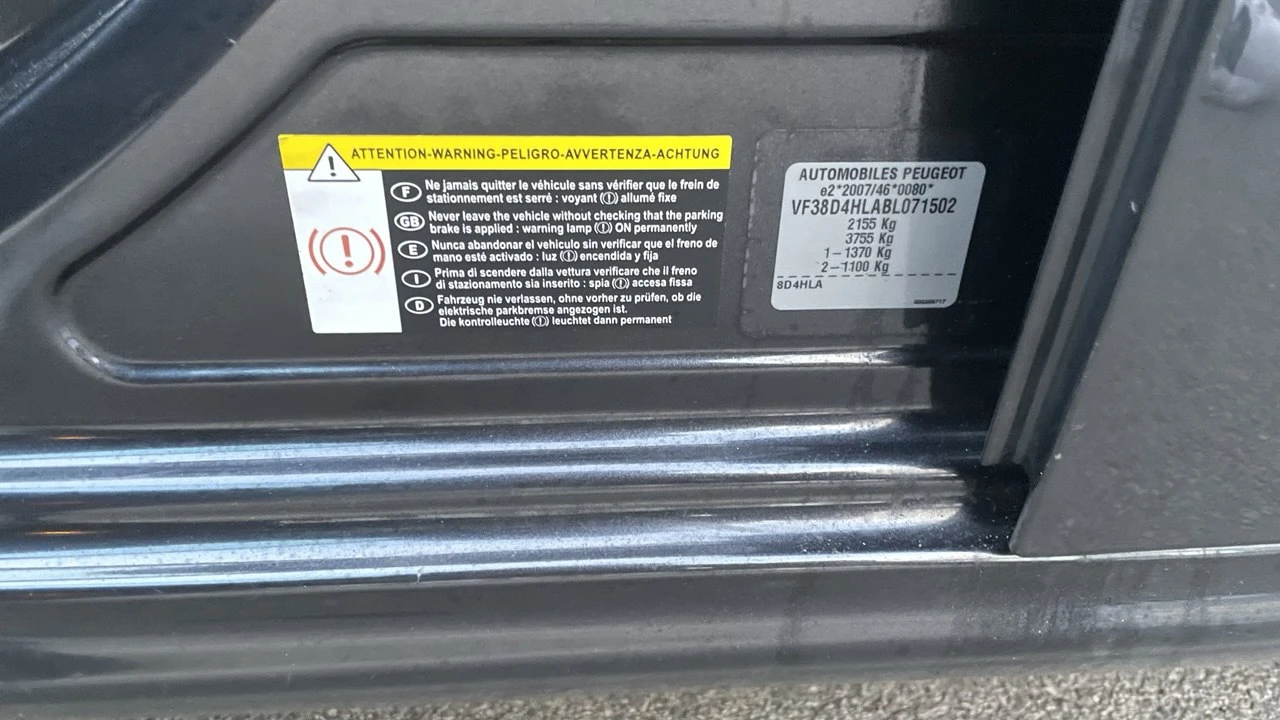 ATTENTION-WARNING-PELIGRO-AVVERTENZA-ACHTUNG
F Ne jamais quitter le véhicule sans vérifier que le frein de
stationnement est serré : voyant (!) allumé fixe
GB Never leave the vehicle without checking that the parking
brake is applied : warning lamp (!) ON permanently
E Nunca abandonar el vehiculo sin verificar que el freno de
mano esté activado : luz (!) encendida y fija
I Prima di scendere dalla vettura verificare che il freno
di stazionamento sia inserito : spia (!) accesa fissa
D Fahrzeug nie verlassen, ohne vorher zu prüfen, ob die
elektrische parkbremse angezogen ist.
Die kontrolleuchte (!) leuchtet dann permanent
AUTOMOBILES PEUGEOT
e2*2007/46*0080*
VF38D4HLABL071502
2155 Kg
3755 Kg
1-1370 Kg
2-1100 Kg
8D4HLA